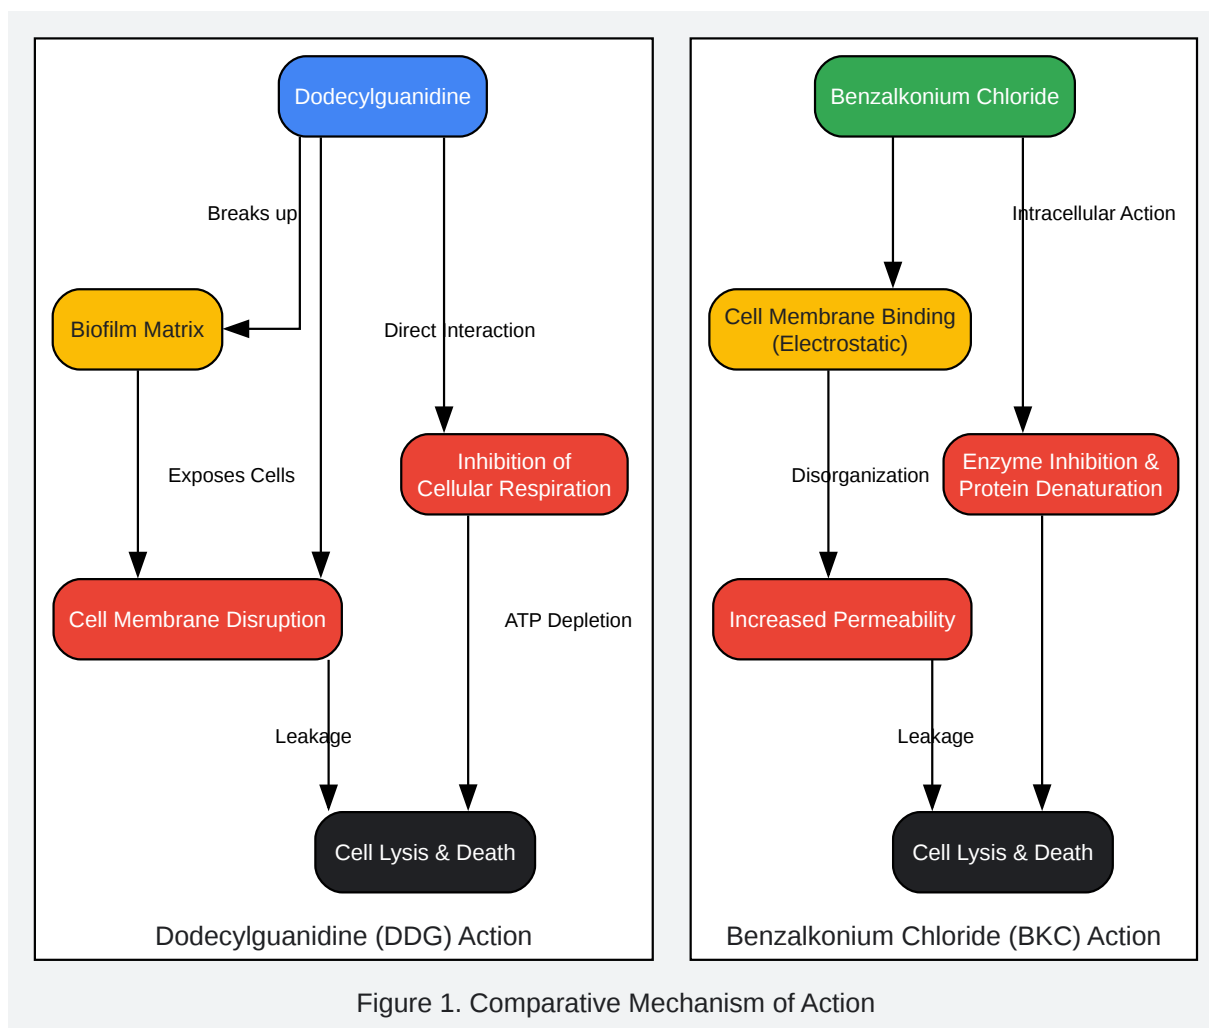 Dodecylguanidine
Breaks up
Biofilm Matrix
Direct Interaction
Exposes Cells
Inhibition of
Cellular Respiration
Cell Membrane Disruption
ATP Depletion
Leakage
Cell Lysis & Death
Dodecylguanidine (DDG) Action
Benzalkonium Chloride
Intracellular Action
Cell Membrane Binding
(Electrostatic)
Disorganization
Enzyme Inhibition &
Protein Denaturation
Increased Permeability
Leakage
Cell Lysis & Death
Benzalkonium Chloride (BKC) Action
Figure 1. Comparative Mechanism of Action